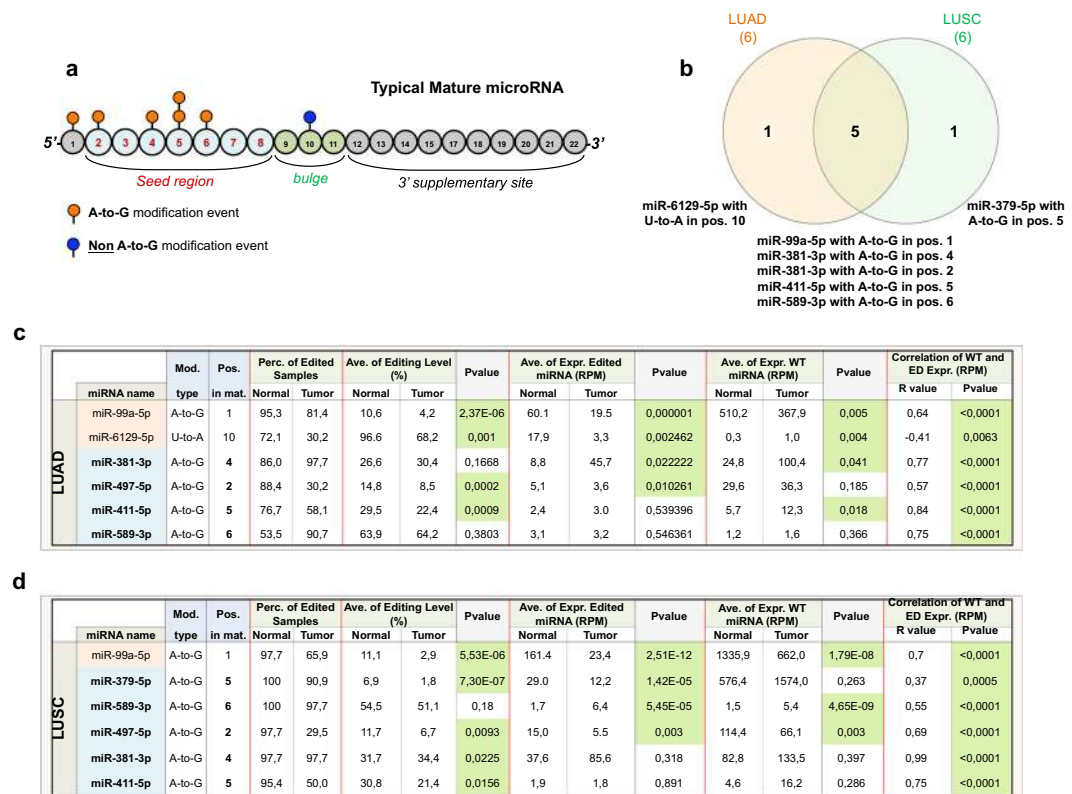 a
Typical Mature microRNA
5'- 1 2 3 4 5 6 7 8 9 10 11 12 13 14 15 16 17 18 19 20 21 22 -3'
Seed region bulge 3' supplementary site
A-to-G modification event
Non A-to-G modification event
b
LUAD LUSC
(6) (6)
1 5 1
miR-6129-5p with miR-379-5p with
U-to-A in pos. 10 A-to-G in pos. 5
miR-99a-5p with A-to-G in pos. 1
miR-381-3p with A-to-G in pos. 4
miR-381-3p with A-to-G in pos. 2
miR-411-5p with A-to-G in pos. 5
miR-589-3p with A-to-G in pos. 6
c
LUAD
Mod. Pos. Perc. of Edited Ave. of Editing Level Pvalue Ave. of Expr. Edited Pvalue Ave. of Expr. WT Pvalue Correlation of WT and
Samples (%) miRNA (RPM) miRNA (RPM) ED Expr. (RPM)
miRNA name type in mat. Normal Tumor Normal Tumor Normal Tumor Normal Tumor R value Pvalue
miR-99a-5p A-to-G 1 95,3 81,4 10,6 4,2 2,37E-06 60.1 19.5 0,000001 510,2 367,9 0,005 0,64 <0,0001
miR-6129-5p U-to-A 10 72,1 30,2 96.6 68,2 0,001 17,9 3,3 0,002462 0,3 1,0 0,004 -0,41 0,0063
miR-381-3p A-to-G 4 86,0 97,7 26,6 30,4 0,1668 8,8 45,7 0,022222 24,8 100,4 0,041 0,77 <0,0001
miR-497-5p A-to-G 2 88,4 30,2 14,8 8,5 0,0002 5,1 3,6 0,010261 29,6 36,3 0,185 0,57 <0,0001
miR-411-5p A-to-G 5 76,7 58,1 29,5 22,4 0,0009 2,4 3.0 0,539396 5,7 12,3 0,018 0,84 <0,0001
miR-589-3p A-to-G 6 53,5 90,7 63,9 64,2 0,3803 3,1 3,2 0,546361 1,2 1,6 0,366 0,75 <0,0001
d
LUSC
Mod. Pos. Perc. of Edited Ave. of Editing Level Pvalue Ave. of Expr. Edited Pvalue Ave. of Expr. WT Pvalue Correlation of WT and
Samples (%) miRNA (RPM) miRNA (RPM) ED Expr. (RPM)
miRNA name type in mat. Normal Tumor Normal Tumor Normal Tumor Normal Tumor R value Pvalue
miR-99a-5p A-to-G 1 97,7 65,9 11,1 2,9 5,53E-06 161.4 23,4 2,51E-12 1335,9 662,0 1,79E-08 0,7 <0,0001
miR-379-5p A-to-G 5 100 90,9 6,9 1,8 7,30E-07 29.0 12,2 1,42E-05 576,4 1574,0 0,263 0,37 0,0005
miR-589-3p A-to-G 6 100 97,7 54,5 51,1 0,18 1,7 6,4 5,45E-05 1,5 5,4 4,65E-09 0,55 <0,0001
miR-497-5p A-to-G 2 97,7 29,5 11,7 6,7 0,0093 15,0 5.5 0,003 114,4 66,1 0,003 0,69 <0,0001
miR-381-3p A-to-G 4 97,7 97,7 31,7 34,4 0,0225 37,6 85,6 0,318 82,8 133,5 0,397 0,99 <0,0001
miR-411-5p A-to-G 5 95,4 50,0 30,8 21,4 0,0156 1,9 1,8 0,891 4,6 16,2 0,286 0,75 <0,0001